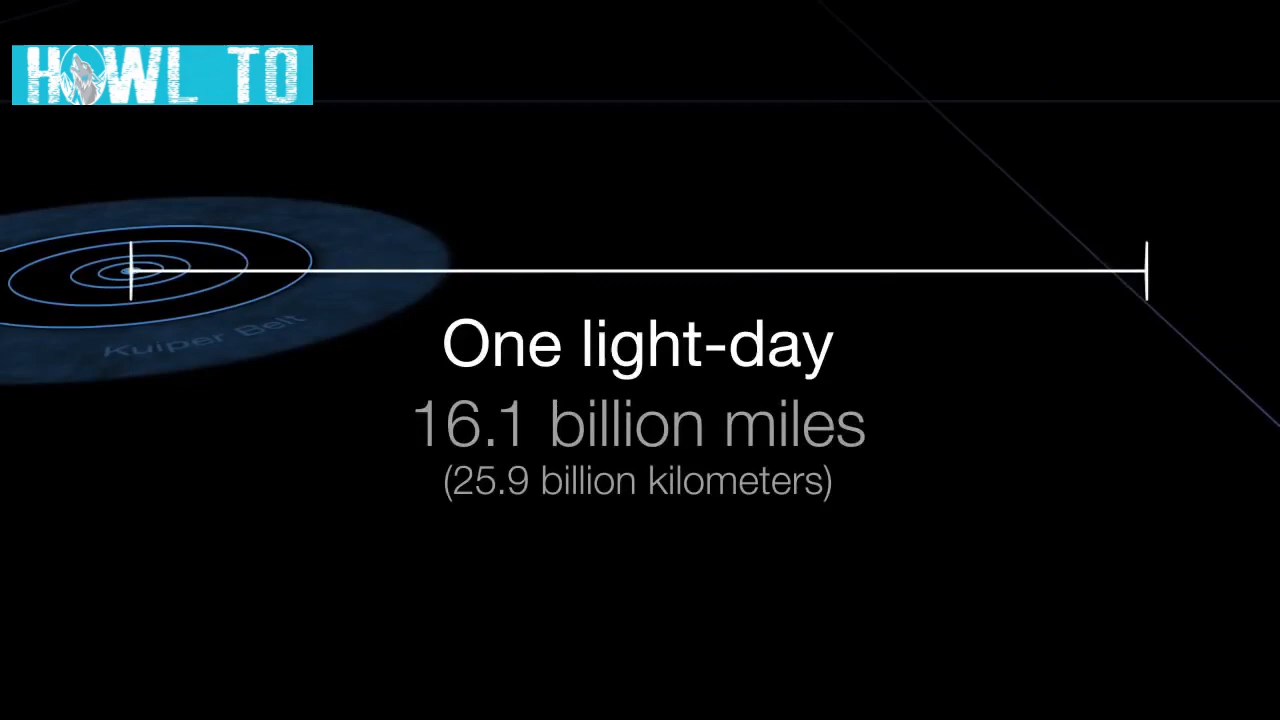 HOWL TO
Kuiper Belt
One light-day
16.1 billion miles
(25.9 billion kilometers)